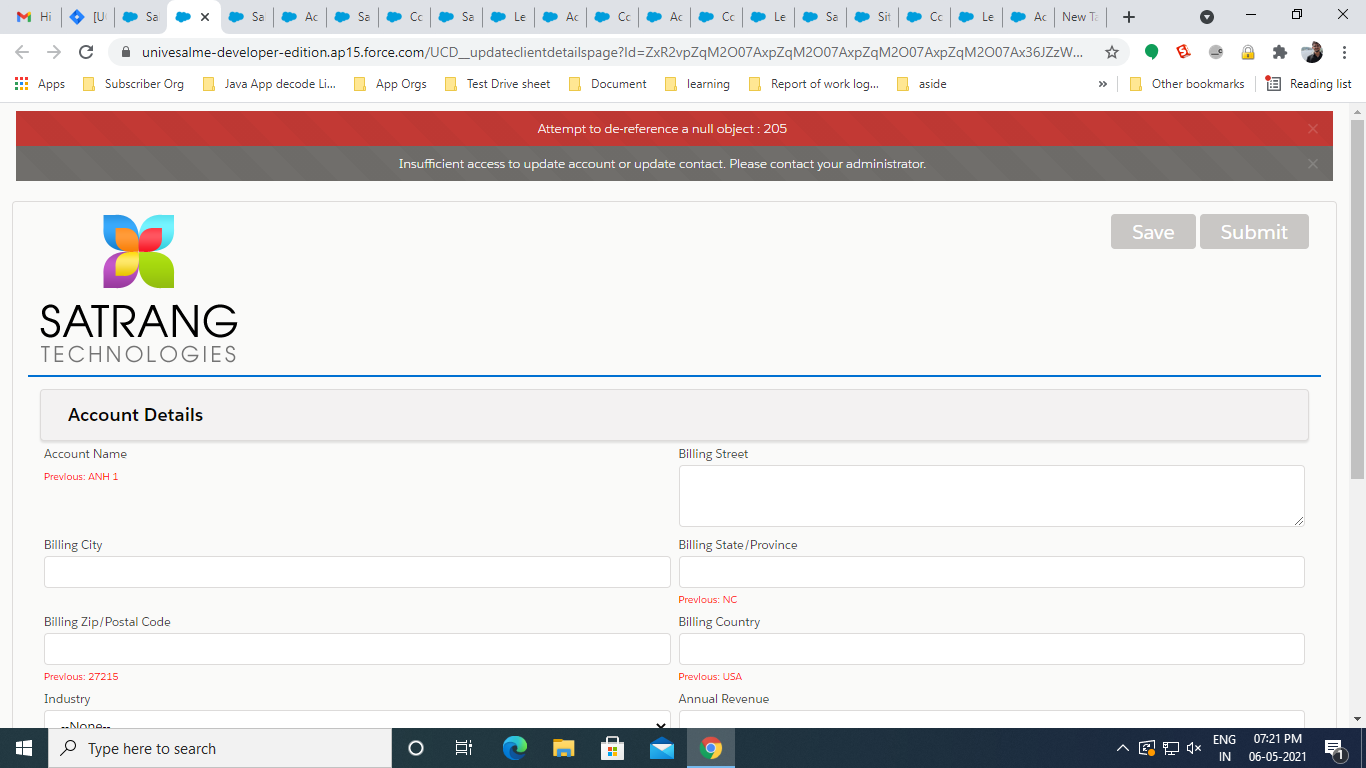 Hi
[U
Sa
Sa
Ac
Sa
Cc
Sa
Le
Ac
Cc
Ac
Cc
Le
Sa
Sit
Cc
Le
Ac
New Ta
univesalme-developer-edition.ap15.force.com/UCD__updateclientdetailspage?Id=ZxR2vpZqM2O07AxpZqM2O07AxpZqM2O07AxpZqM2O07Ax36JZzW...
Apps
Subscriber Org
Java App decode Li...
App Orgs
Test Drive sheet
Document
learning
Report of work log...
aside
»
Other bookmarks
Reading list
Attempt to de-reference a null object : 205
Insufficient access to update account or update contact. Please contact your administrator.
SATRANG
TECHNOLOGIES
Save
Submit
Account Details
Account Name
Previous: ANH 1
Billing Street
Billing City
Billing State/Province
Previous: NC
Billing Zip/Postal Code
Previous: 27215
Billing Country
Previous: USA
Industry
--None--
Annual Revenue
Type here to search
ENG
IN
07:21 PM
06-05-2021
1